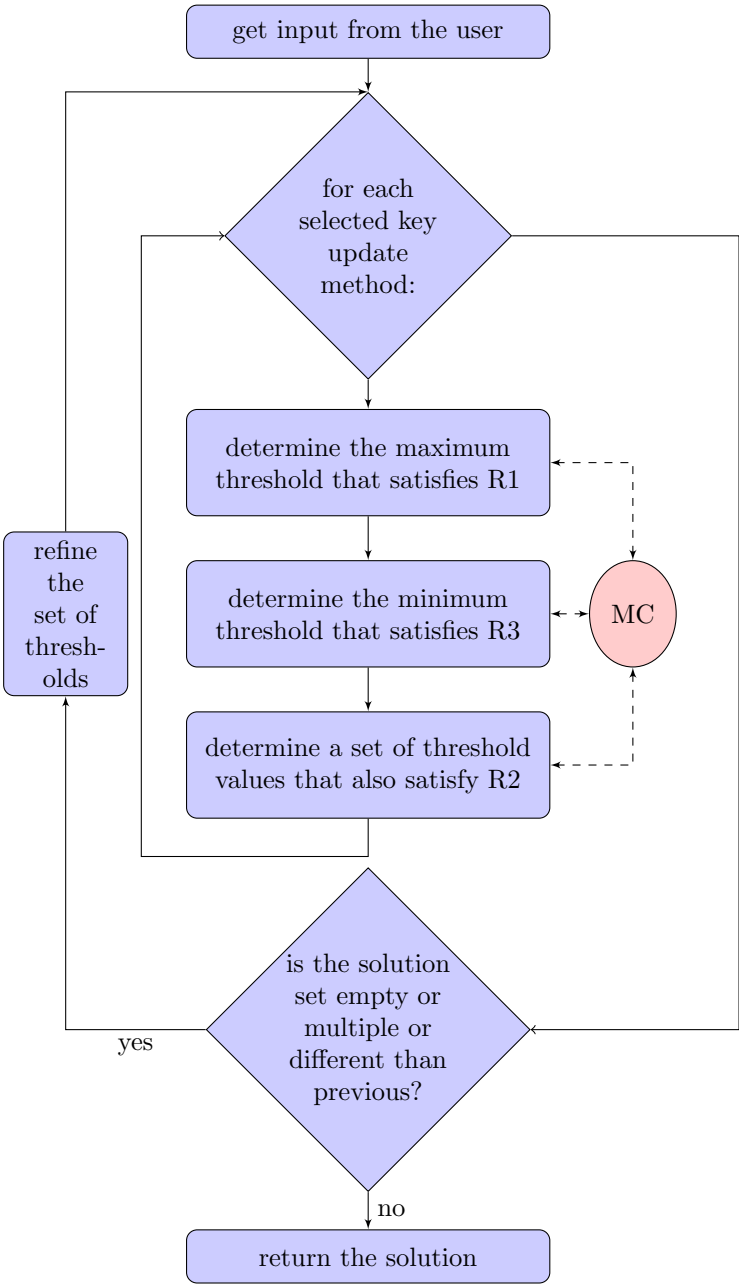 get input from the user
for each
selected key
update
method:
determine the maximum
threshold that satisfies R1
refine
the
set of
thresh-
olds
determine the minimum
threshold that satisfies R3
MC
determine a set of threshold
values that also satisfy R2
is the solution
set empty or
multiple or
different than
previous?
yes
no
return the solution